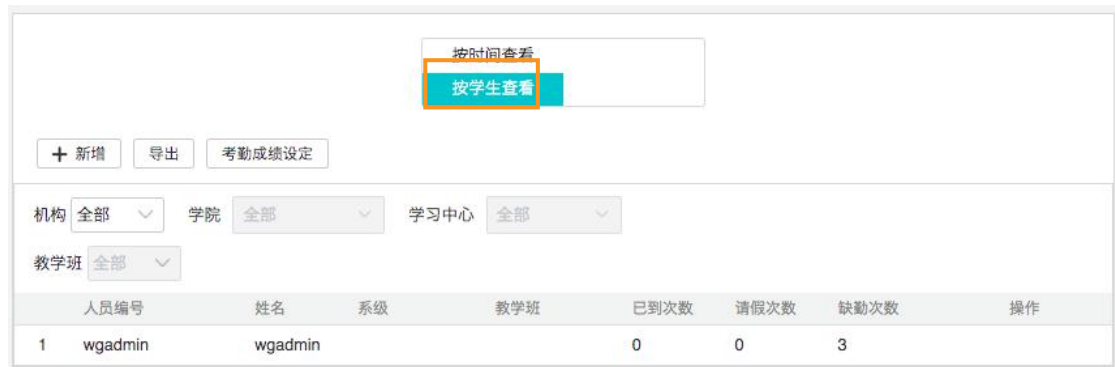 按时间查看
按学生查看
+ 新增 导出 考勤成绩设定
机构 全部 学院 全部 学习中心 全部
教学班 全部
人员编号 姓名 系级 教学班 已到次数 请假次数 缺勤次数 操作
1 wgadmin wgadmin 0 0 3